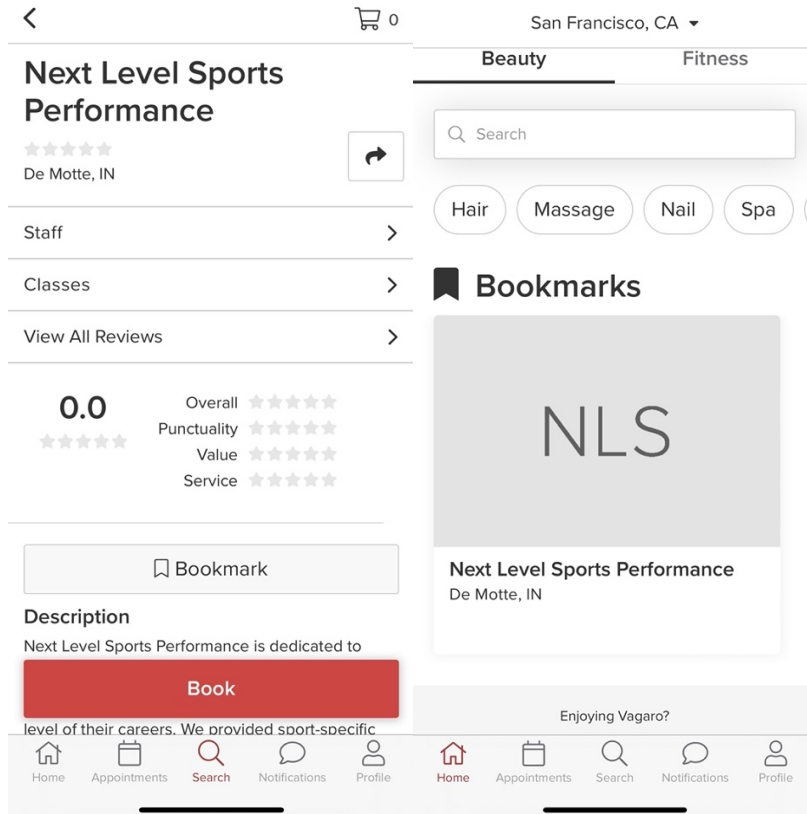 0
Next Level Sports
Performance
De Motte, IN
Staff
Classes
View All Reviews
0.0
Overall
Punctuality
Value
Service
Bookmark
Description
Next Level Sports Performance is dedicated to
Book
level of their careers. We provided sport-specific
Home Appointments Search Notifications Profile
San Francisco, CA
Beauty Fitness
Search
Hair Massage Nail Spa
Bookmarks
NLS
Next Level Sports Performance
De Motte, IN
Enjoying Vagaro?
Home Appointments Search Notifications Profile